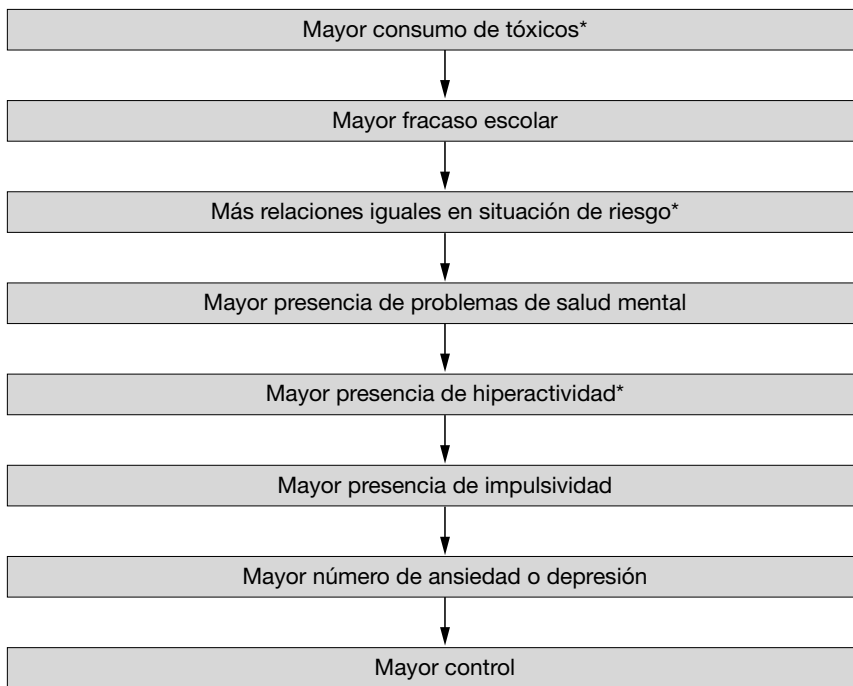 Mayor consumo de tóxicos*
Mayor fracaso escolar
Más relaciones iguales en situación de riesgo*
Mayor presencia de problemas de salud mental
Mayor presencia de hiperactividad*
Mayor presencia de impulsividad
Mayor número de ansiedad o depresión
Mayor control